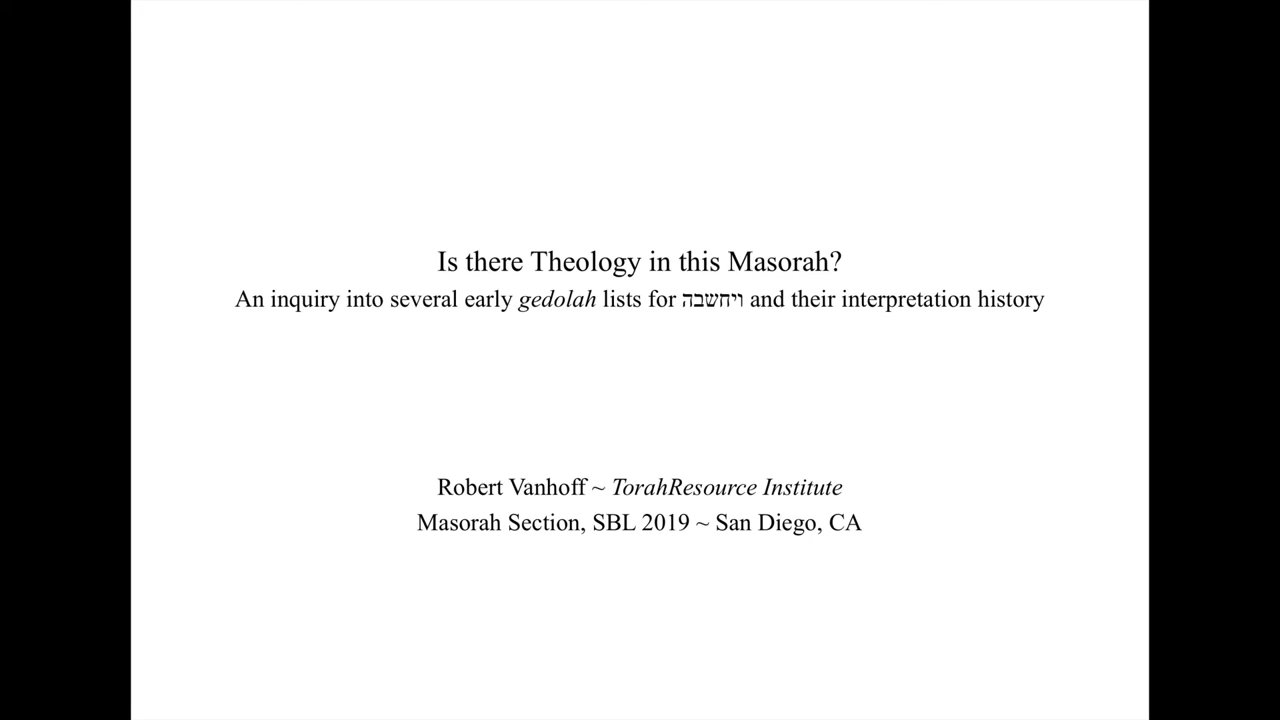 Is there Theology in this Masorah?
An inquiry into several early gedolah lists for ויחשבה and their interpretation history
Robert Vanhoff ~ TorahResource Institute
Masorah Section, SBL 2019 ~ San Diego, CA